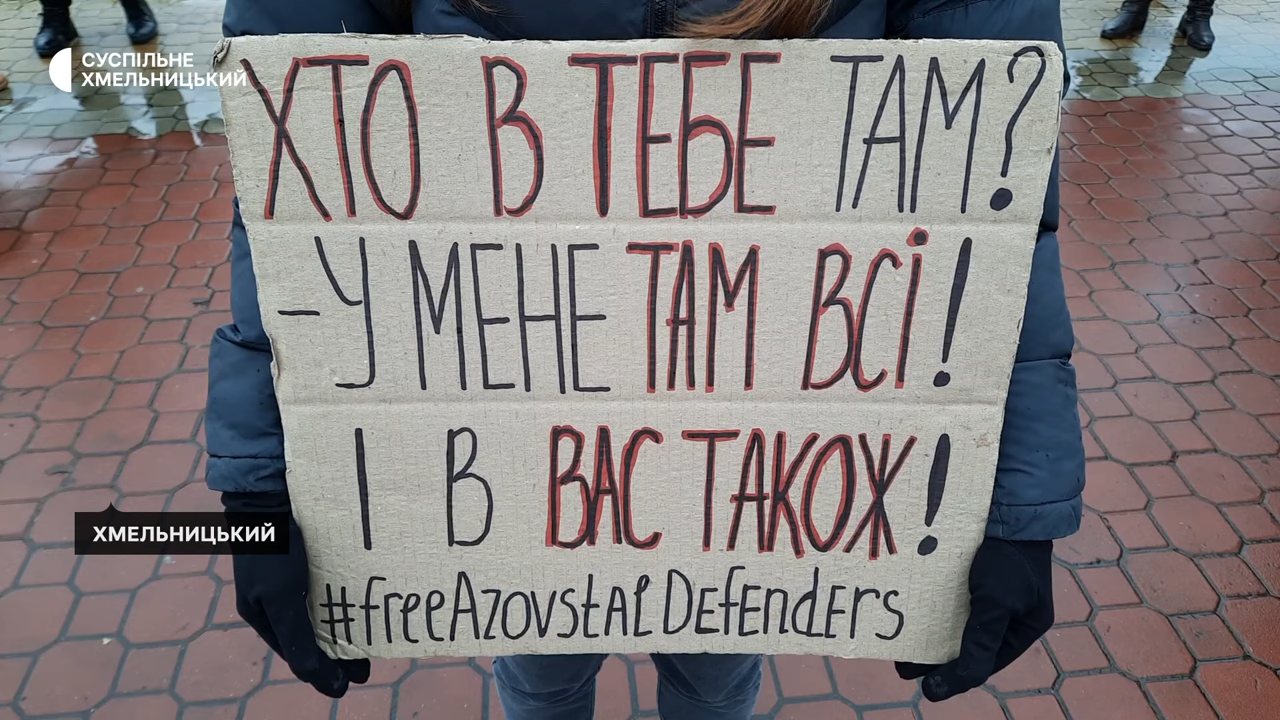 СУСПІЛЬНЕ
ХМЕЛЬНИЦЬКИЙ
ХТО В ТЕБЕ ТАМ?
-У МЕНЕ ТАМ ВСІ!
І В ВАС ТАКОЖ!
#freeAzovstalDefenders
ХМЕЛЬНИЦЬКИЙ